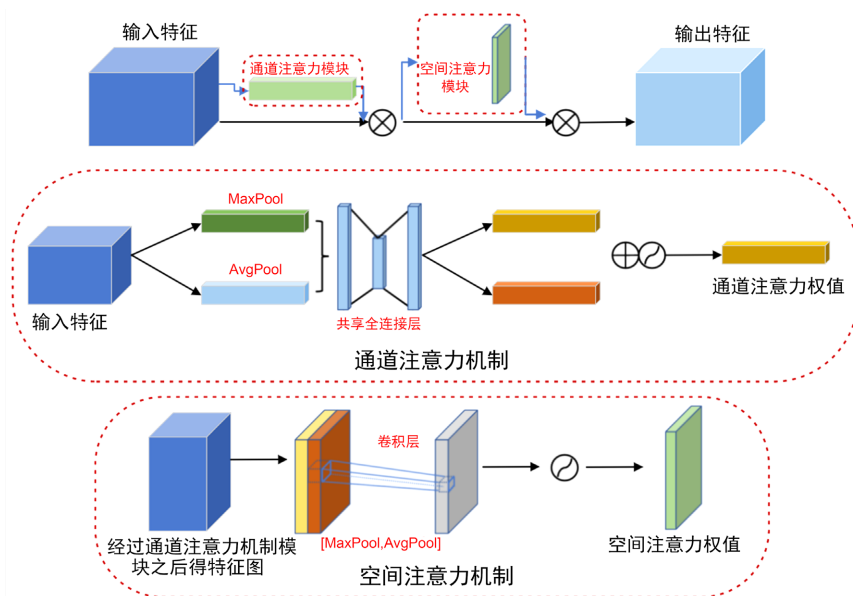 输入特征
输出特征
通道注意力模块
空间注意力
模块
MaxPool
AvgPool
输入特征
共享全连接层
通道注意力权值
通道注意力机制
卷积层
[MaxPool,AvgPool]
经过通道注意力机制模
块之后得特征图
空间注意力权值
空间注意力机制